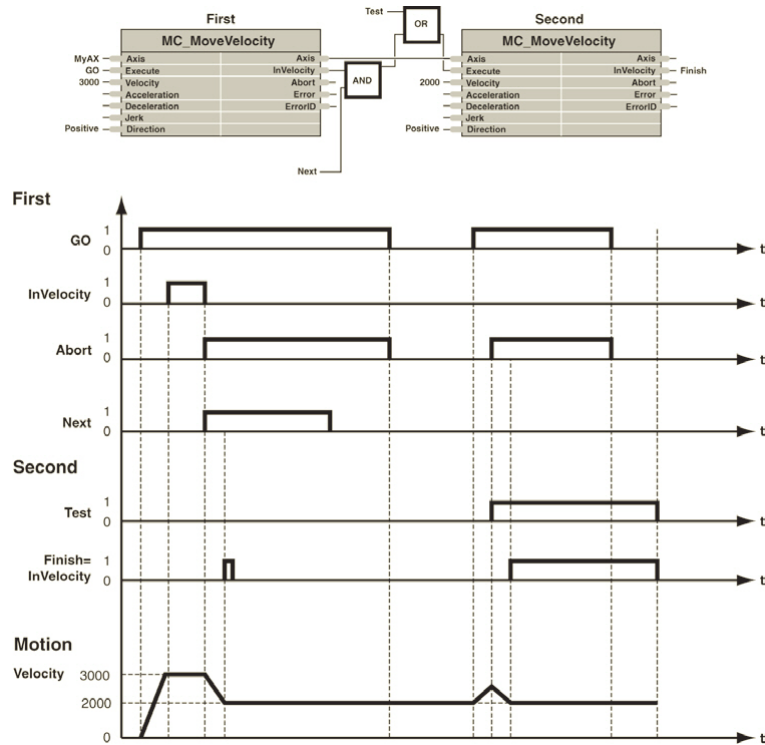 Test
OR
First
Second
MC_MoveVelocity
MC_MoveVelocity
MyAX
Axis
Axis
Axis
Axis
GO
Execute
InVelocity
AND
Execute
InVelocity
Finish
3000
Velocity
Abort
2000
Velocity
Abort
Acceleration
Error
Acceleration
Error
Deceleration
ErrorID
Deceleration
ErrorID
Jerk
Jerk
Positive
Direction
Positive
Direction
Next
First
GO
1
0
t
InVelocity
1
0
t
Abort
1
0
t
Next
1
0
t
Second
Test
1
0
t
Finish=
InVelocity
1
0
t
Motion
Velocity
3000
2000
0
t